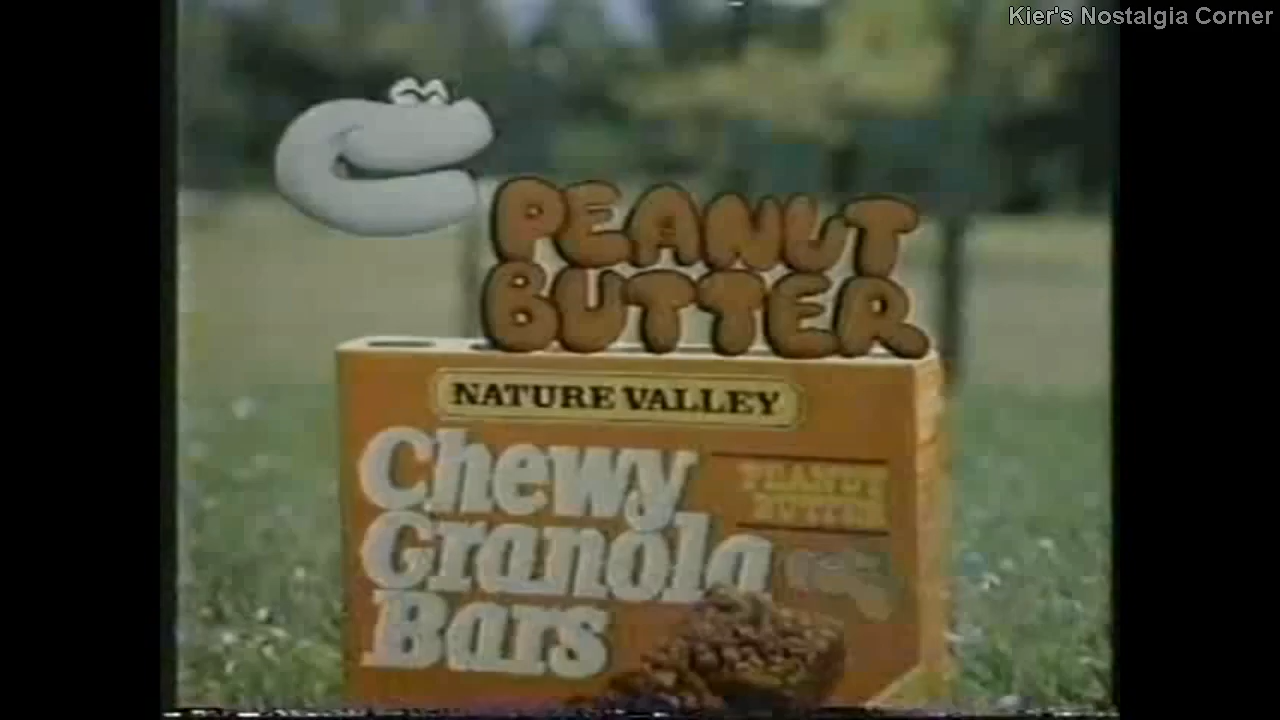 Kier's Nostalgia Corner
C
PEANUT
BUTTER
NATURE VALLEY
Chewy
Granola
Bars
PEANUT
BUTTER